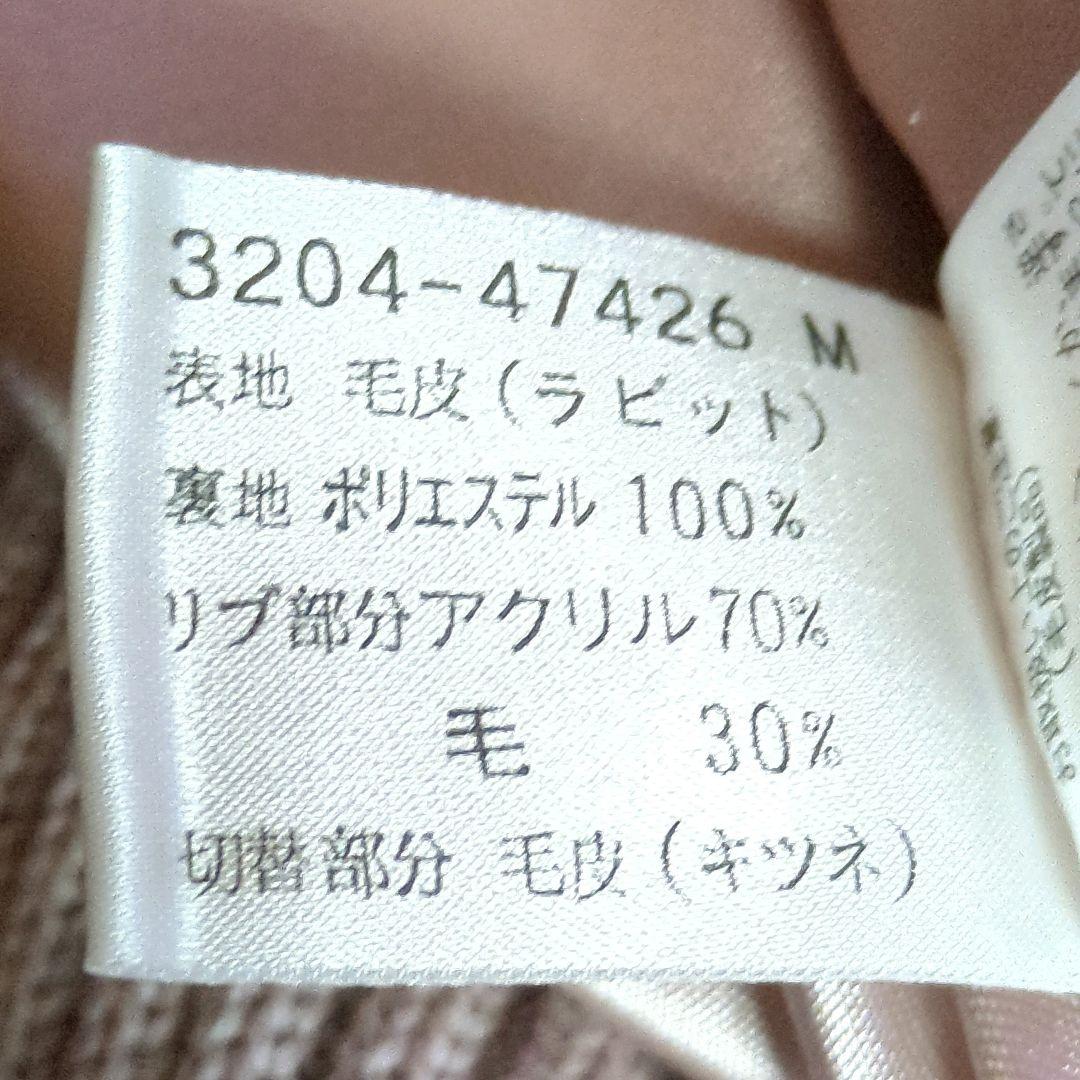 3204-47426 M
表地 毛皮(ラビット)
裏地 ポリエステル 100%
リブ部分アクリル70%
毛 30%
切替部分 毛皮(キツネ)